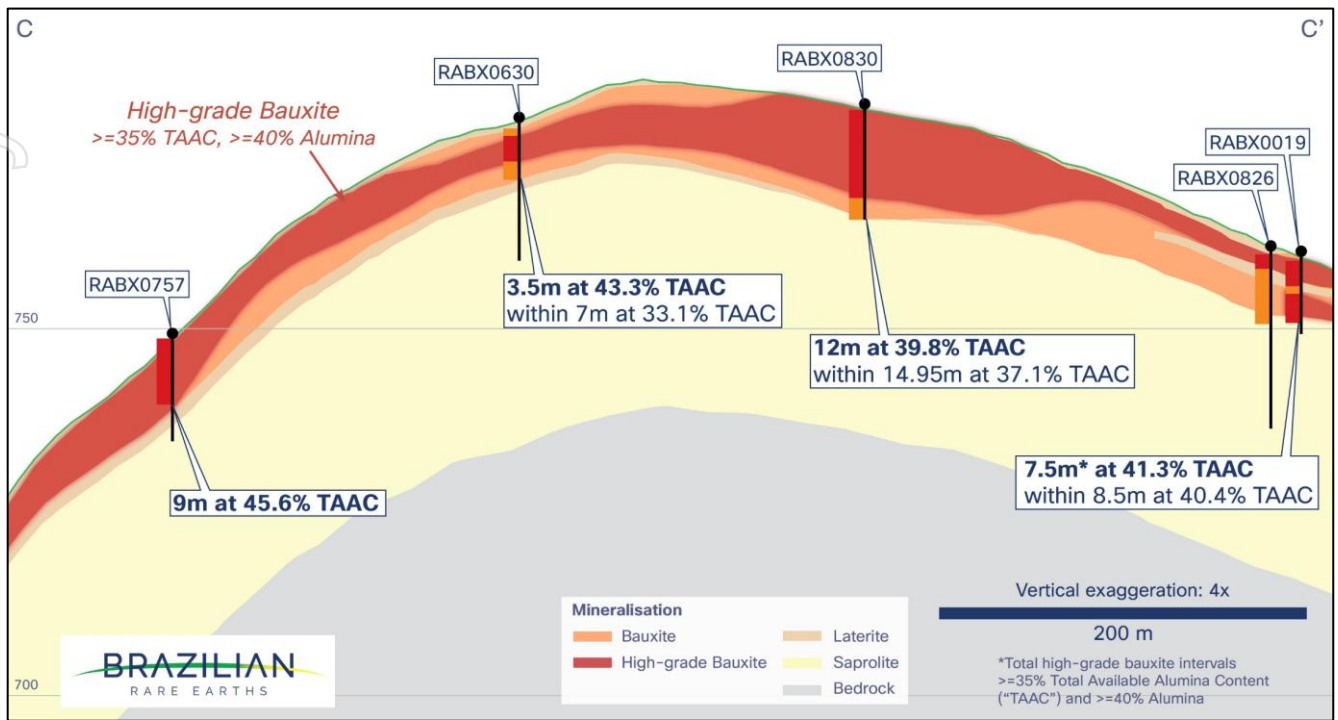 C
C'
RABX0630
RABX0830
High-grade Bauxite
>=35% TAAC, >=40% Alumina
RABX0019
RABX0826
RABX0757
3.5m at 43.3% TAAC
within 7m at 33.1% TAAC
750
12m at 39.8% TAAC
within 14.95m at 37.1% TAAC
7.5m* at 41.3% TAAC
within 8.5m at 40.4% TAAC
9m at 45.6% TAAC
Vertical exaggeration: 4x
200 m
*Total high-grade bauxite intervals
>=35% Total Available Alumina Content
("TAAC") and >=40% Alumina
Mineralisation
Bauxite
High-grade Bauxite
Laterite
Saprolite
Bedrock
BRAZILIAN
RARE EARTHS
700